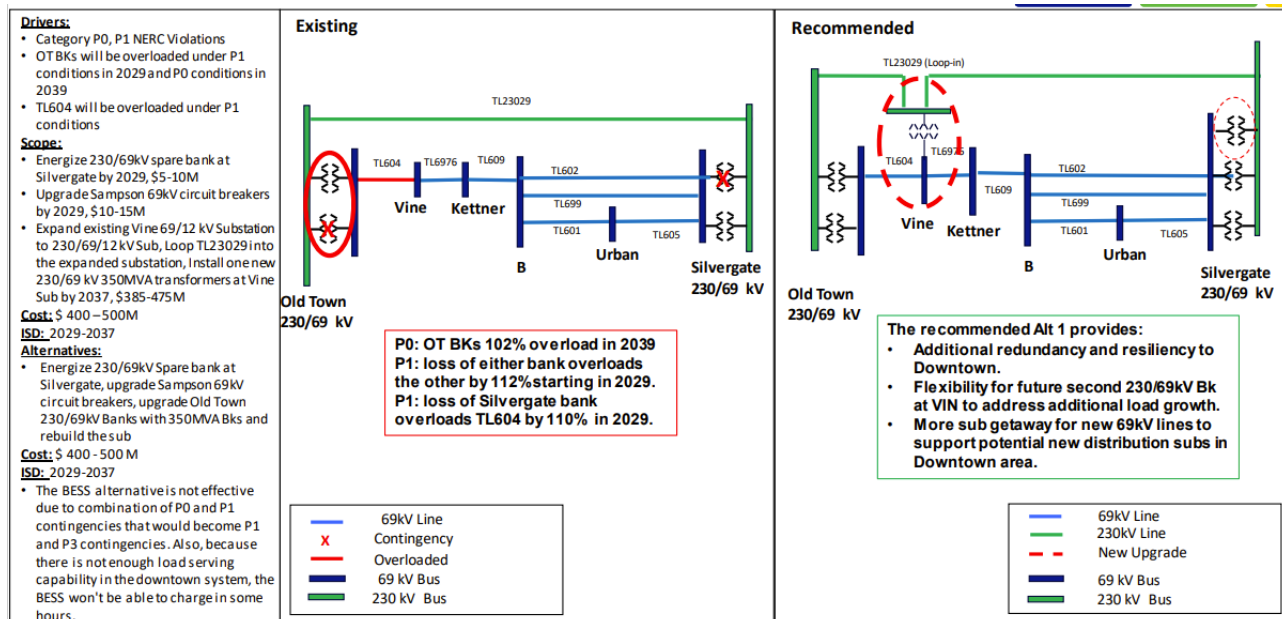 Drivers:
• Category P0, P1 NERC Violations
• OT BKs will be overloaded under P1
conditions in 2029 and P0 conditions in
2039
• TL604 will be overloaded under P1
conditions
Scope:
• Energize 230/69kV spare bank at
Silvergate by 2029, $5-10M
• Upgrade Sampson 69kV circuit breakers
by 2029, $10-15M
• Expand existing Vine 69/12 kV Substation
to 230/69/12 kV Sub, Loop TL23029 into
the expanded substation, Install one new
230/69 kV 350MVA transformers at Vine
Sub by 2037, $385-475M
Cost: $ 400 – 500M
ISD: 2029-2037
Alternatives:
• Energize 230/69kV Spare bank at
Silvergate, upgrade Sampson 69kV
circuit breakers, upgrade Old Town
230/69kV Banks with 350MVA Bks and
rebuild the sub
Cost: $ 400 - 500 M
ISD: 2029-2037
• The BESS alternative is not effective
due to combination of P0 and P1
contingencies that would become P1
and P3 contingencies. Also, because
there is not enough load serving
capability in the downtown system, the
BESS won't be able to charge in some
hours.
Existing
TL23029
TL604
TL6976
TL609
TL602
Vine
Kettner
TL699
TL601
TL605
Urban
B
Silvergate
230/69 kV
Old Town
230/69 kV
P0: OT BKs 102% overload in 2039
P1: loss of either bank overloads
the other by 112%starting in 2029.
P1: loss of Silvergate bank
overloads TL604 by 110% in 2029.
69kV Line
X Contingency
Overloaded
69 kV Bus
230 kV Bus
Recommended
TL23029 (Loop-in)
TL604
TL6976
TL609
TL602
Vine
Kettner
TL699
TL601
TL605
Urban
B
Silvergate
230/69 kV
Old Town
230/69 kV
The recommended Alt 1 provides:
• Additional redundancy and resiliency to
Downtown.
• Flexibility for future second 230/69kV Bk
at VIN to address additional load growth.
• More sub getaway for new 69kV lines to
support potential new distribution subs in
Downtown area.
69kV Line
230kV Line
New Upgrade
69 kV Bus
230 kV Bus